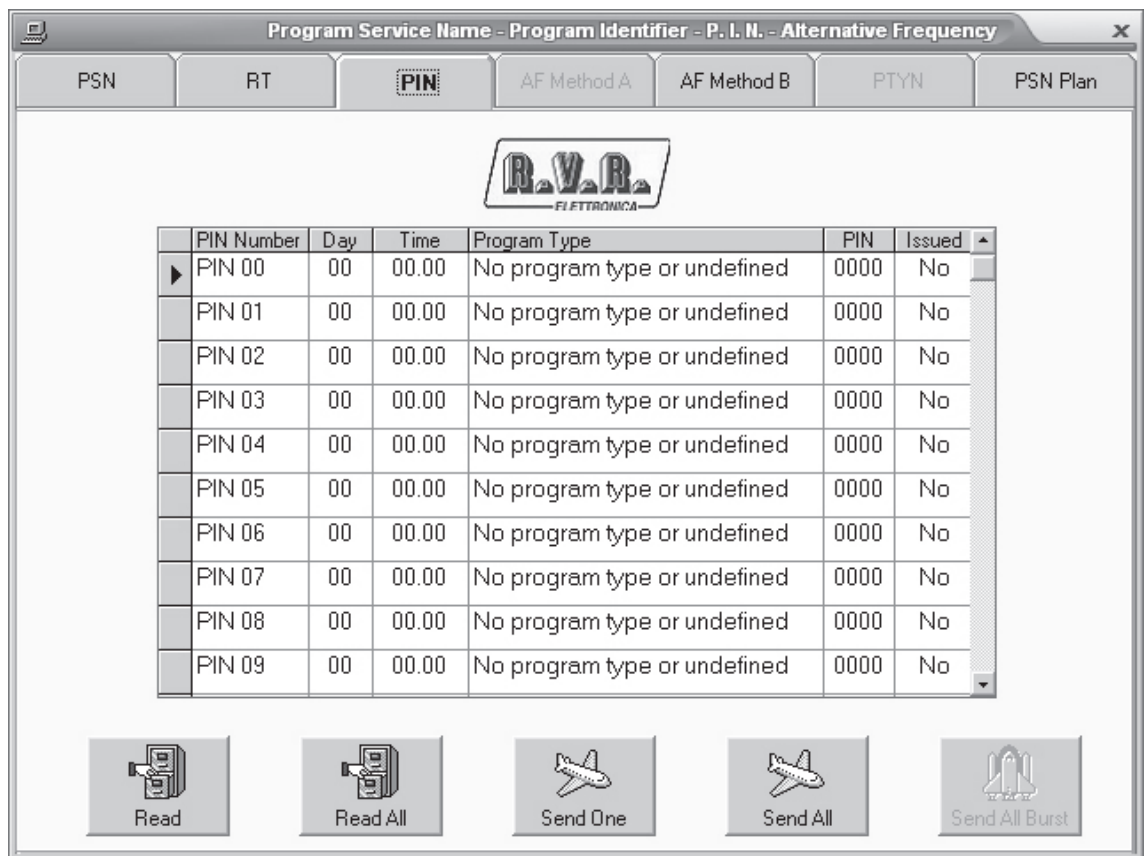 Program Service Name - Program Identifier - P. I. N. - Alternative Frequency
PSN RT PIN AF Method A AF Method B PTYN PSN Plan
R.V.R.
ELETTRONICA
PIN Number Day Time Program Type PIN Issued
PIN 00 00 00.00 No program type or undefined 0000 No
PIN 01 00 00.00 No program type or undefined 0000 No
PIN 02 00 00.00 No program type or undefined 0000 No
PIN 03 00 00.00 No program type or undefined 0000 No
PIN 04 00 00.00 No program type or undefined 0000 No
PIN 05 00 00.00 No program type or undefined 0000 No
PIN 06 00 00.00 No program type or undefined 0000 No
PIN 07 00 00.00 No program type or undefined 0000 No
PIN 08 00 00.00 No program type or undefined 0000 No
PIN 09 00 00.00 No program type or undefined 0000 No
Read Read All Send One Send All Send All Burst